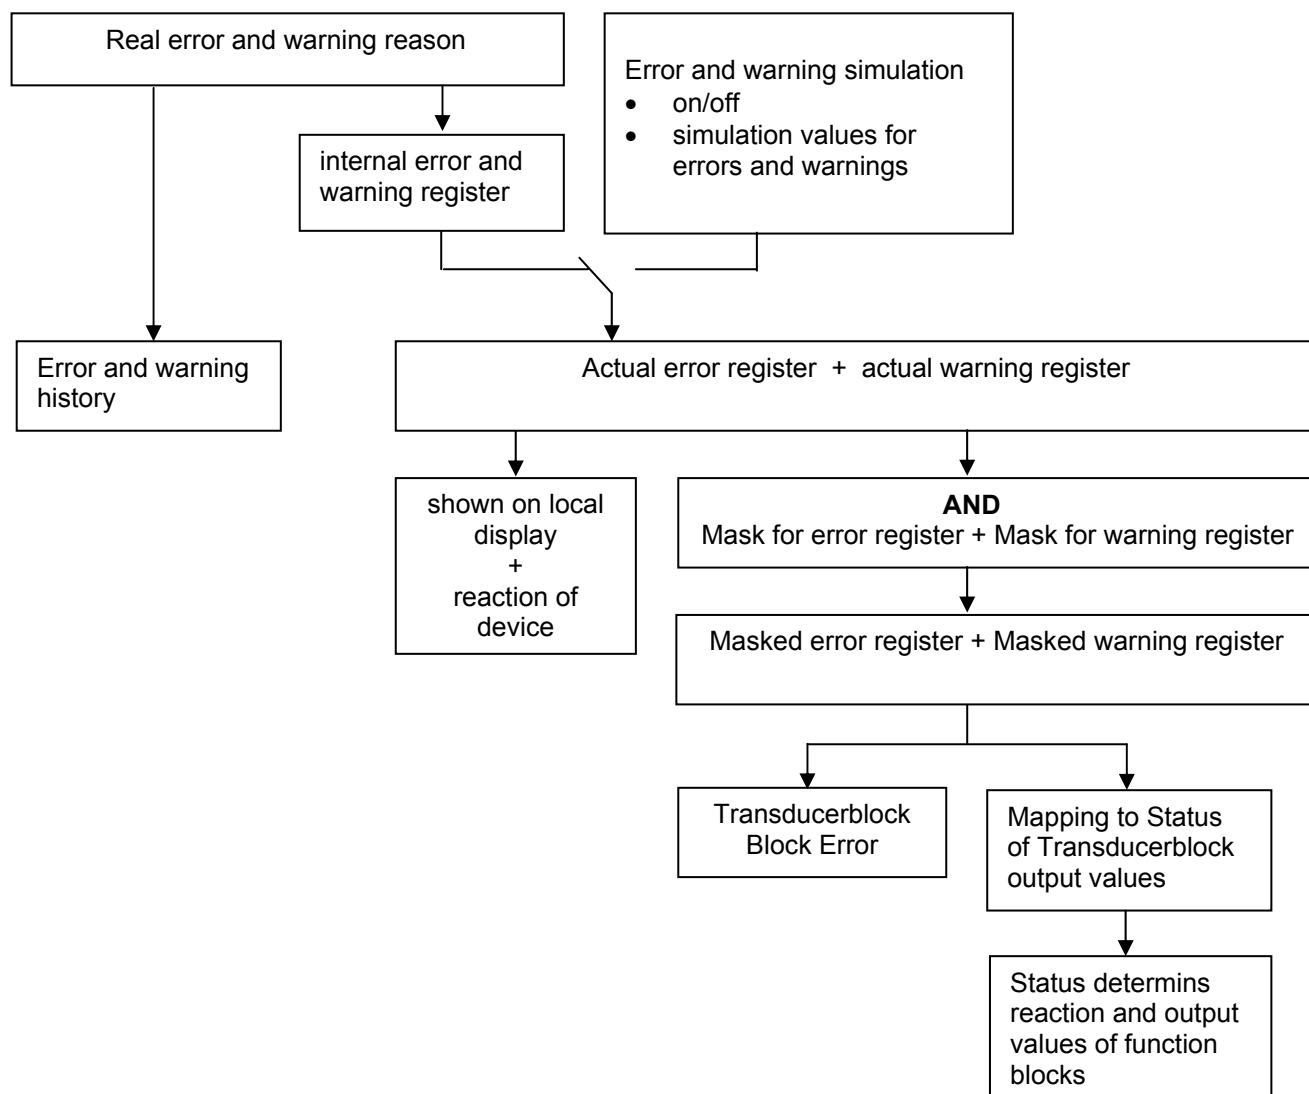 Real error and warning reason
Error and warning simulation
• on/off
• simulation values for
errors and warnings
internal error and
warning register
Error and warning
history
Actual error register + actual warning register
shown on local
display
+
reaction of
device
AND
Mask for error register + Mask for warning register
Masked error register + Masked warning register
Transducerblock
Block Error
Mapping to Status
of Transducerblock
output values
Status determins
reaction and output
values of function
blocks